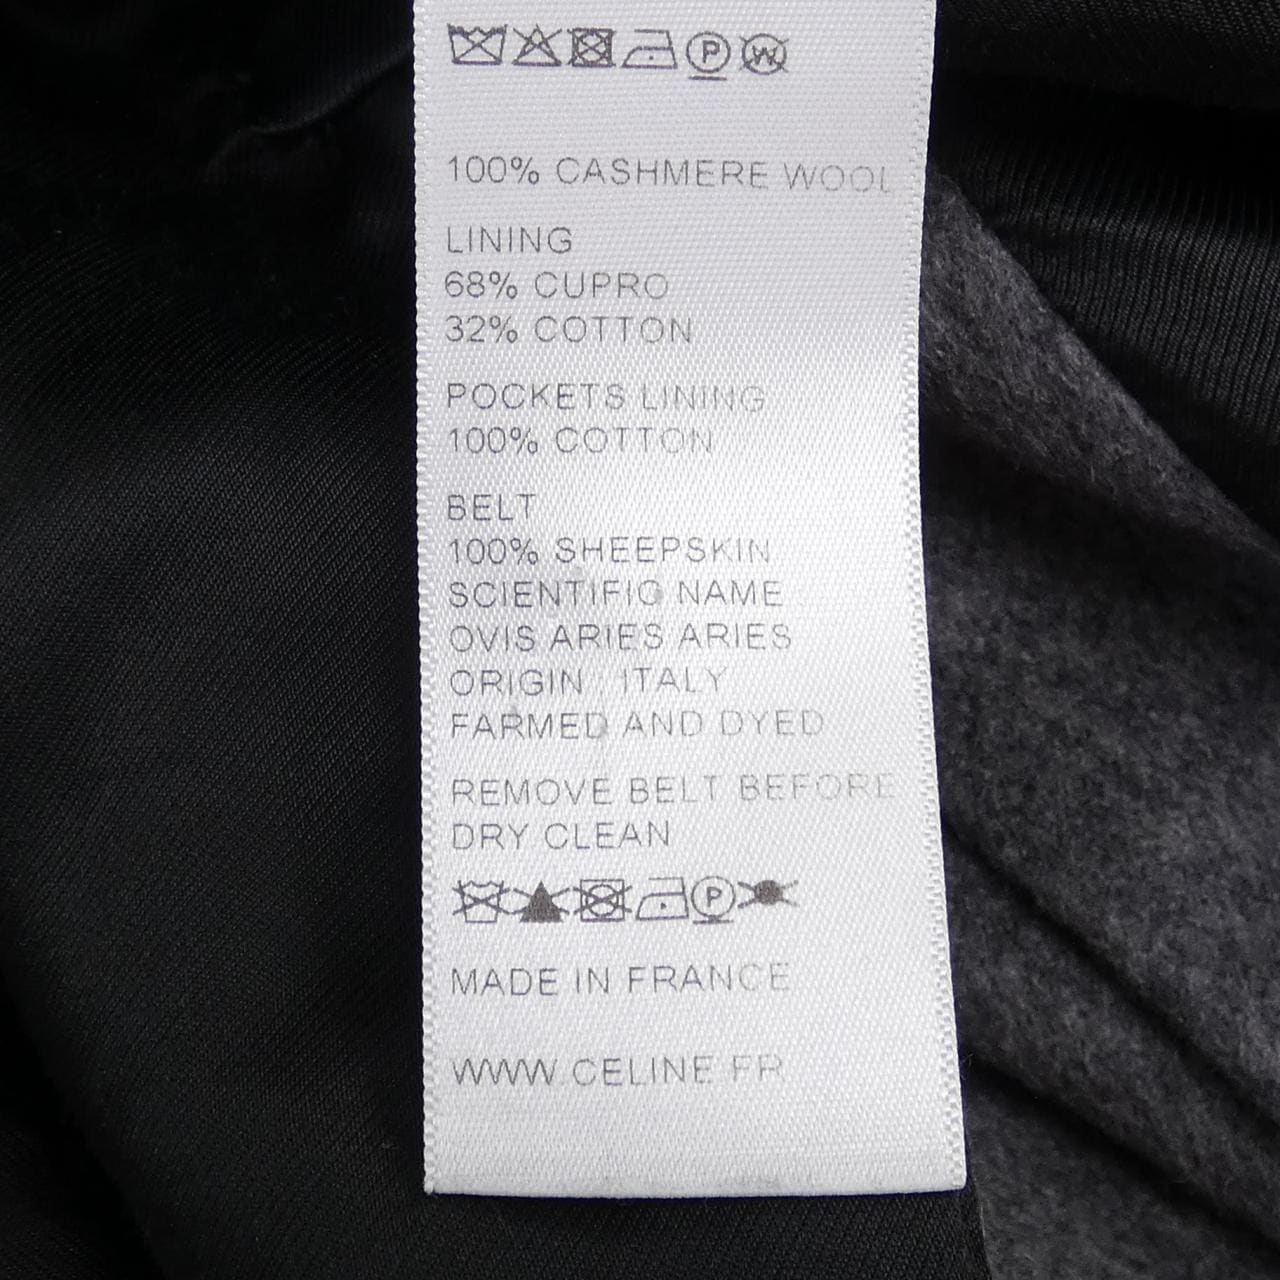 P W
100% CASHMERE WOOL
LINING
68% CUPRO
32% COTTON
POCKETS LINING
100% COTTON
BELT
100% SHEEPSKIN
SCIENTIFIC NAME
OVIS ARIES ARIES
ORIGIN : ITALY
FARMED AND DYED
REMOVE BELT BEFORE
DRY CLEAN
P
MADE IN FRANCE
WWW.CELINE.FR